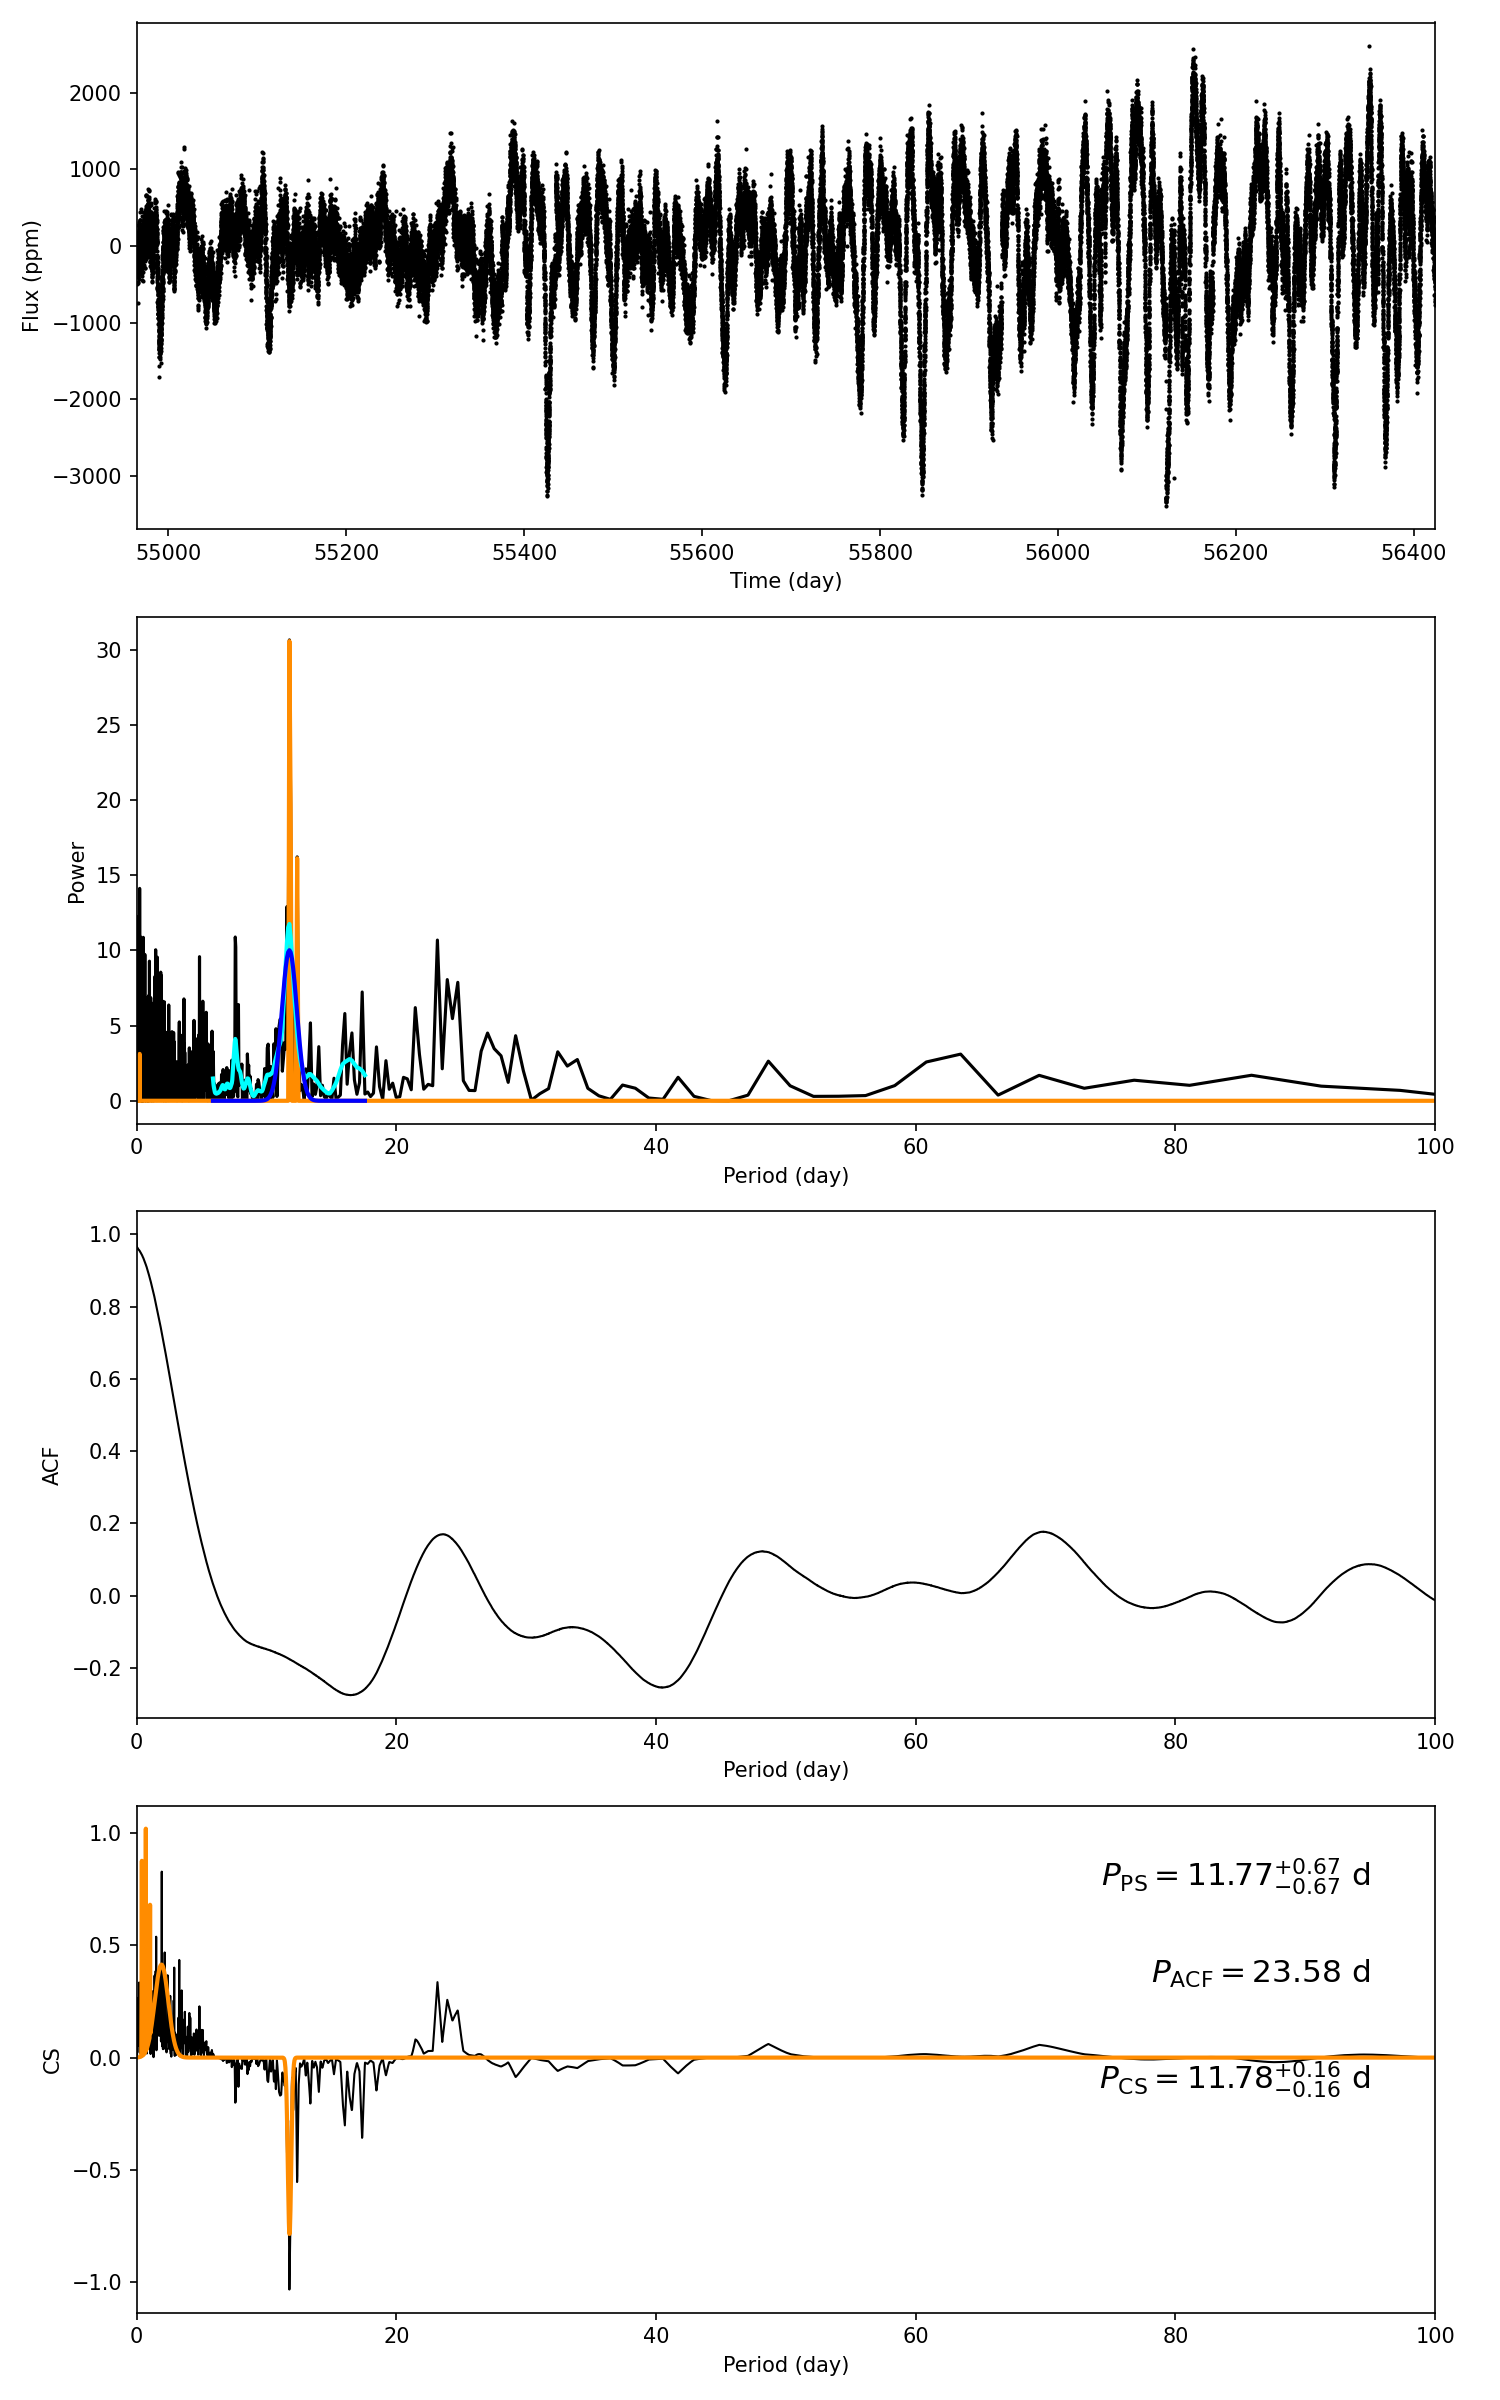 2000
1000
0
−1000
−2000
−3000
Flux (ppm)
55000 55200 55400 55600 55800 56000 56200 56400
Time (day)
30
25
20
15
10
5
0
Power
0 20 40 60 80 100
Period (day)
1.0
0.8
0.6
0.4
0.2
0.0
−0.2
ACF
0 20 40 60 80 100
Period (day)
1.0
0.5
0.0
−0.5
−1.0
CS
P_PS = 11.77 +0.67 −0.67 d
P_ACF = 23.58 d
P_CS = 11.78 +0.16 −0.16 d
0 20 40 60 80 100
Period (day)